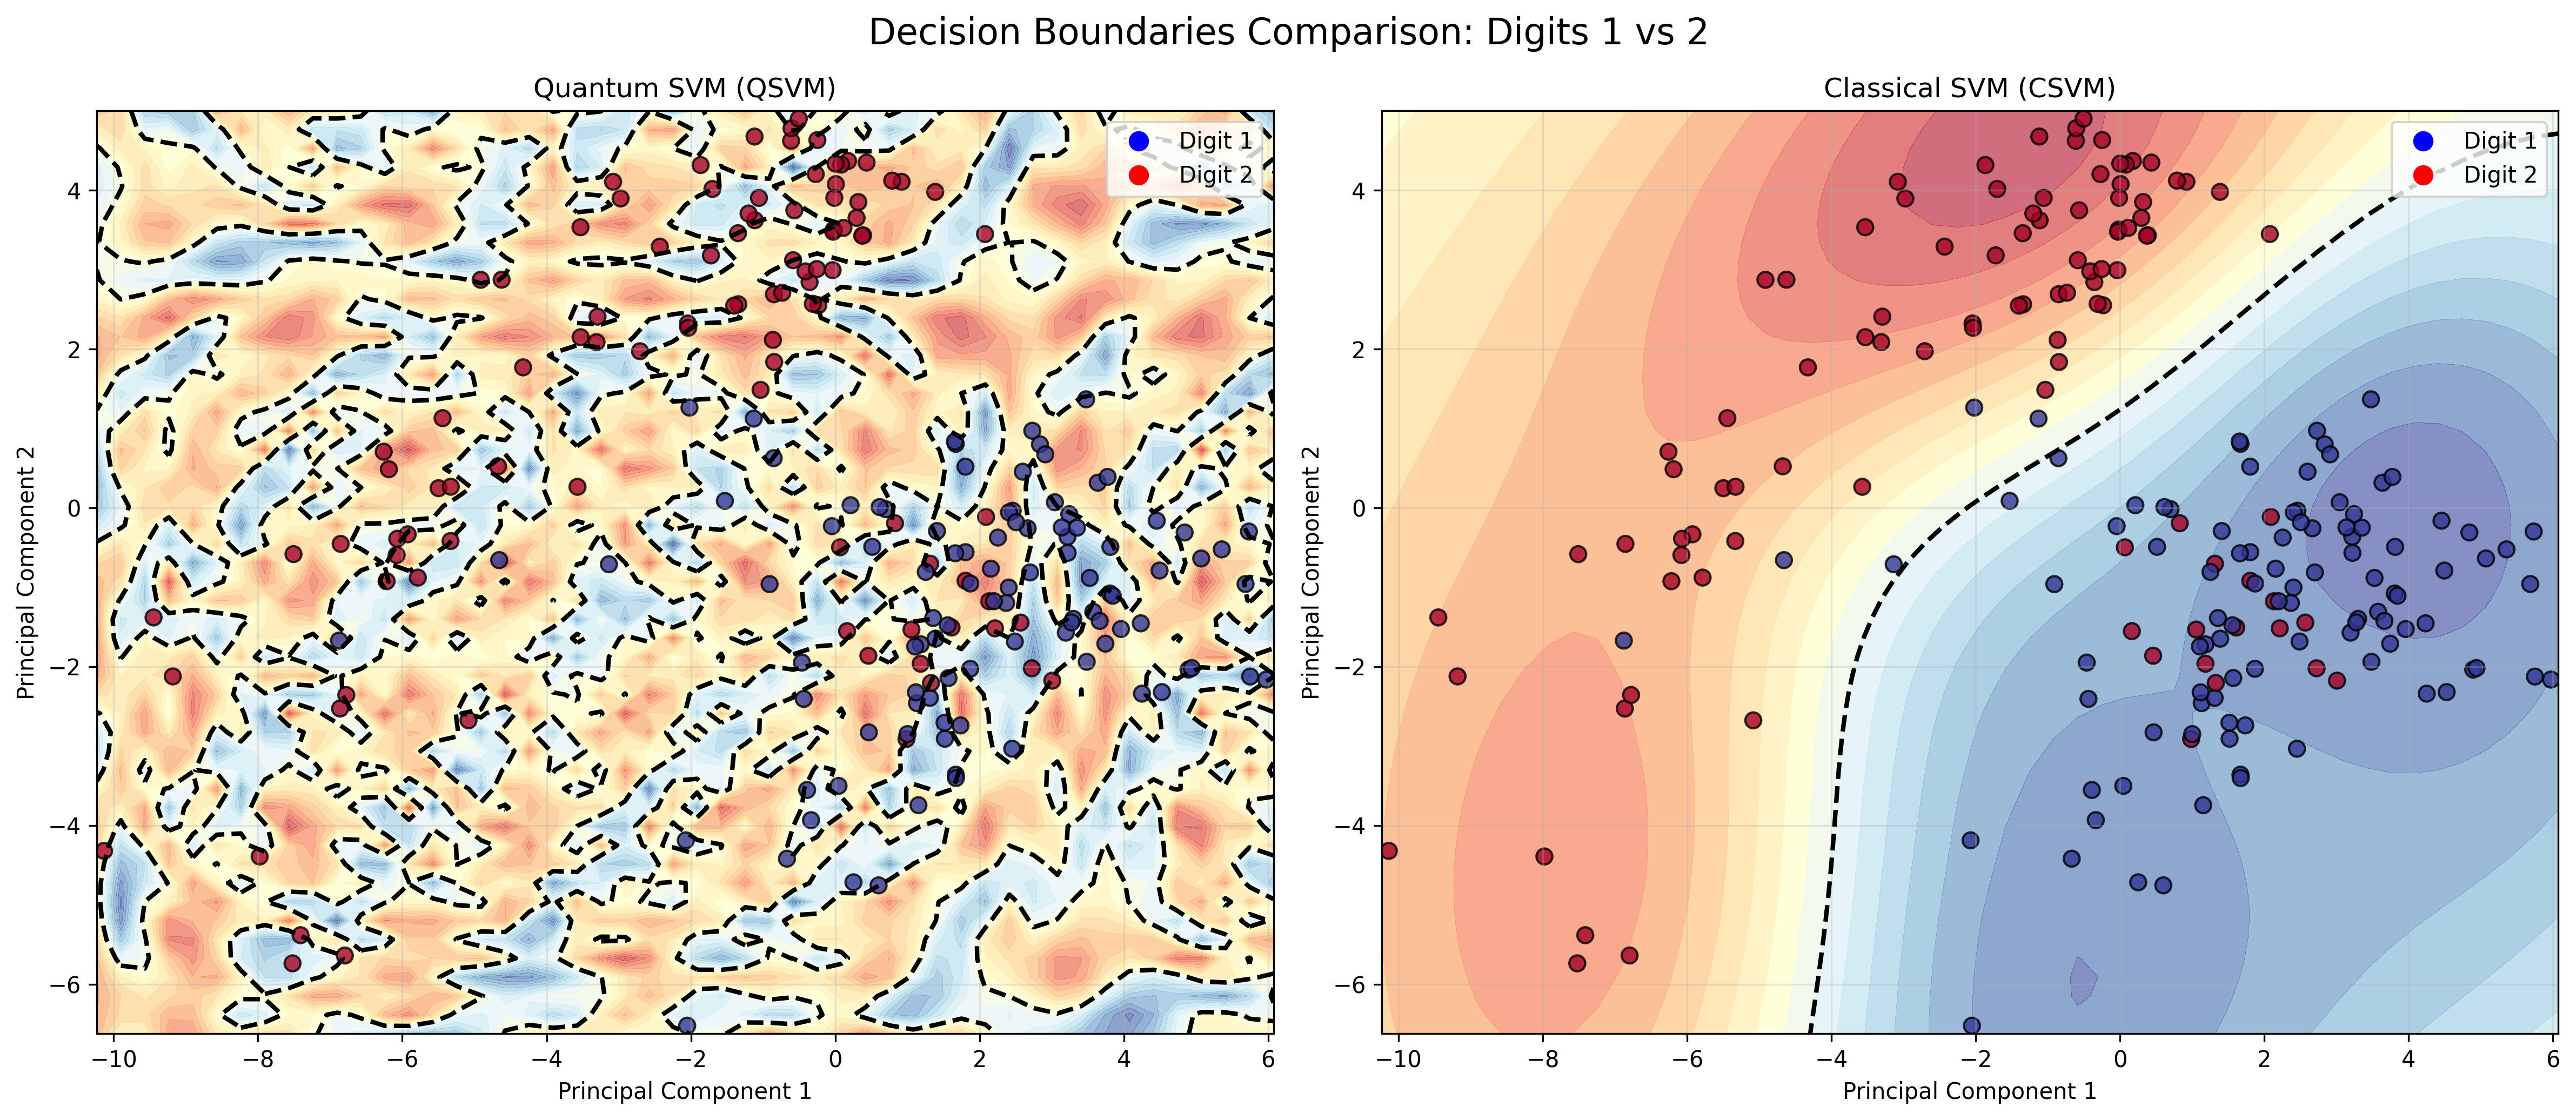 Decision Boundaries Comparison: Digits 1 vs 2
Quantum SVM (QSVM)
Digit 1
Digit 2
4
2
0
−2
−4
−6
Principal Component 2
−10 −8 −6 −4 −2 0 2 4 6
Principal Component 1
Classical SVM (CSVM)
Digit 1
Digit 2
4
2
0
−2
−4
−6
Principal Component 2
−10 −8 −6 −4 −2 0 2 4 6
Principal Component 1